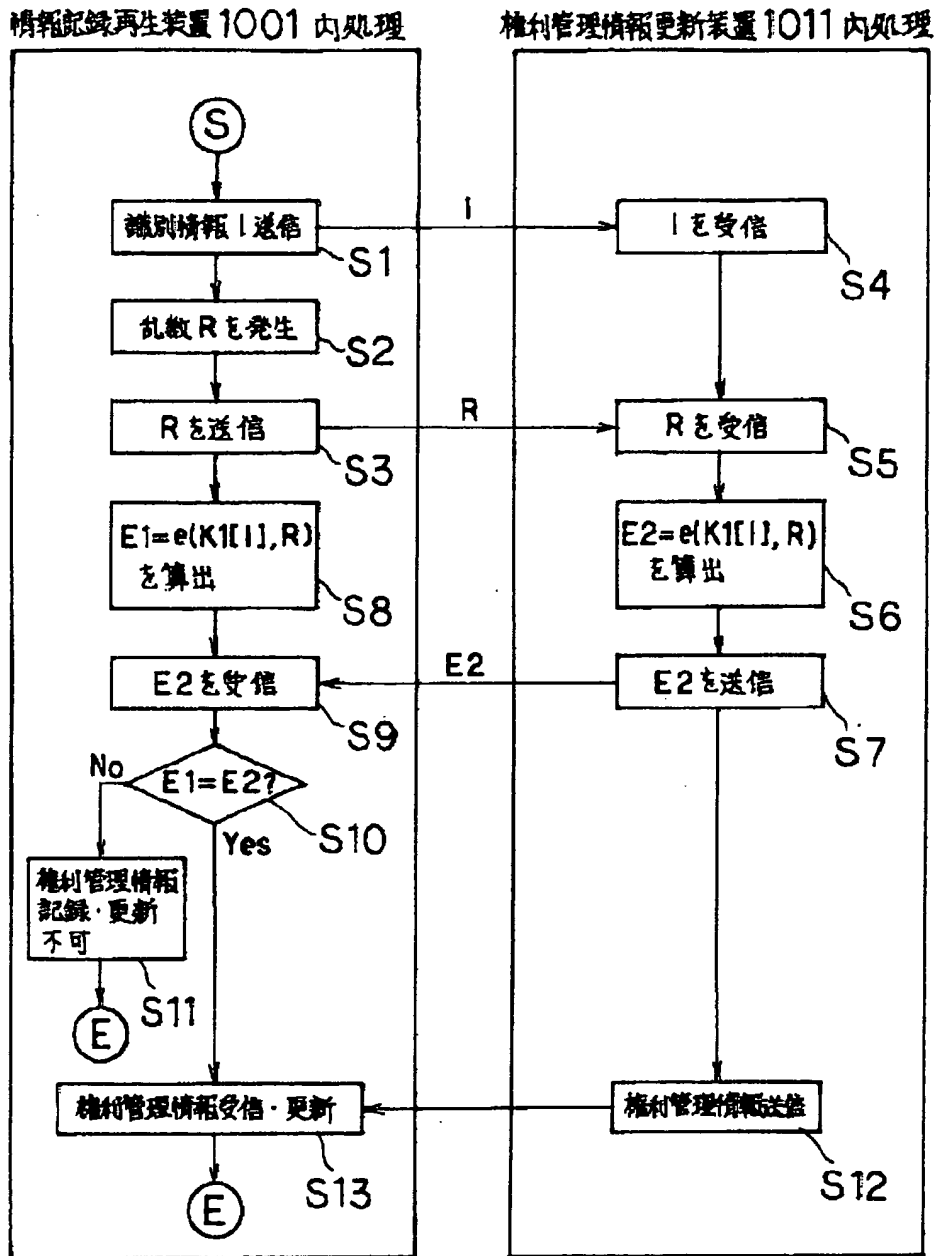 情報記録再生装置1001内処理
権利管理情報更新装置1011内処理
S
識別情報I送信
S1
I
Iを受信
S4
乱数Rを発生
S2
Rを送信
S3
R
Rを受信
S5
E1=e(K1[I],R)
を算出
S8
E2=e(K1[I],R)
を算出
S6
E2を受信
S9
E2
E2を送信
S7
E1=E2?
S10
No
Yes
権利管理情報
記録・更新
不可
S11
E
権利管理情報受信・更新
S13
権利管理情報送信
S12
E